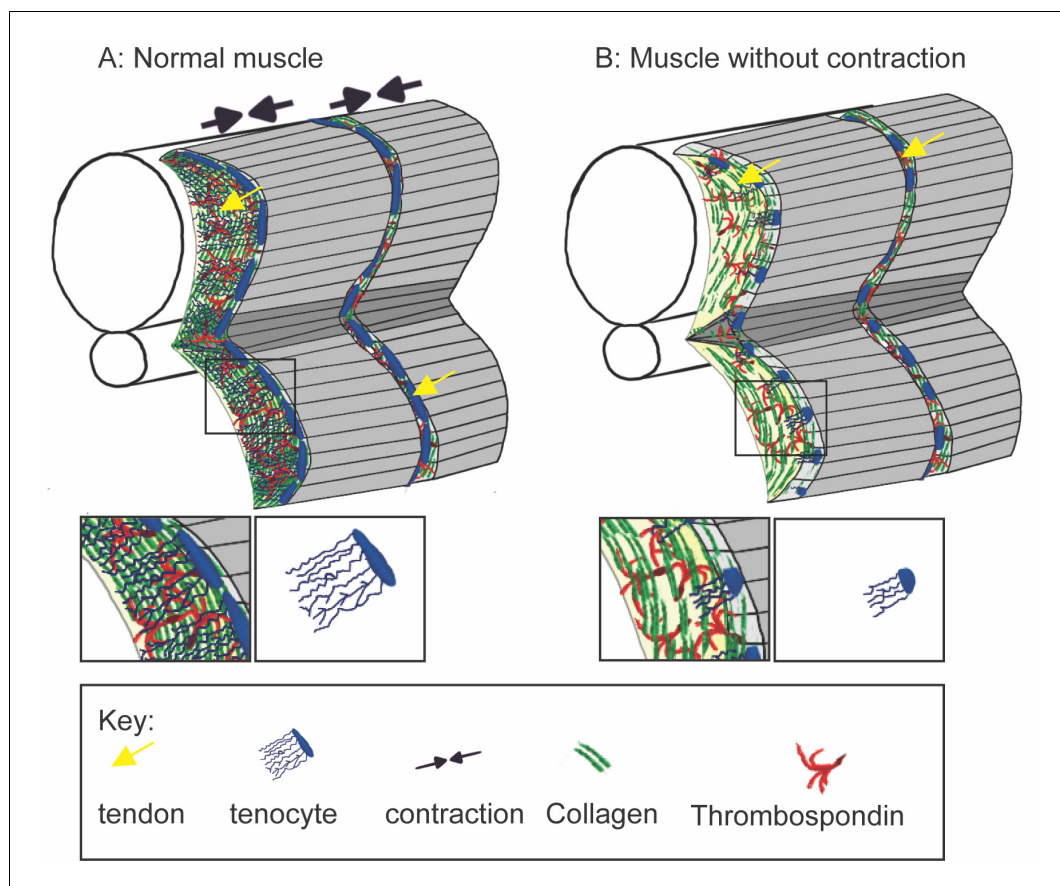 A: Normal muscle
B: Muscle without contraction
Key:
tendon
tenocyte
contraction
Collagen
Thrombospondin